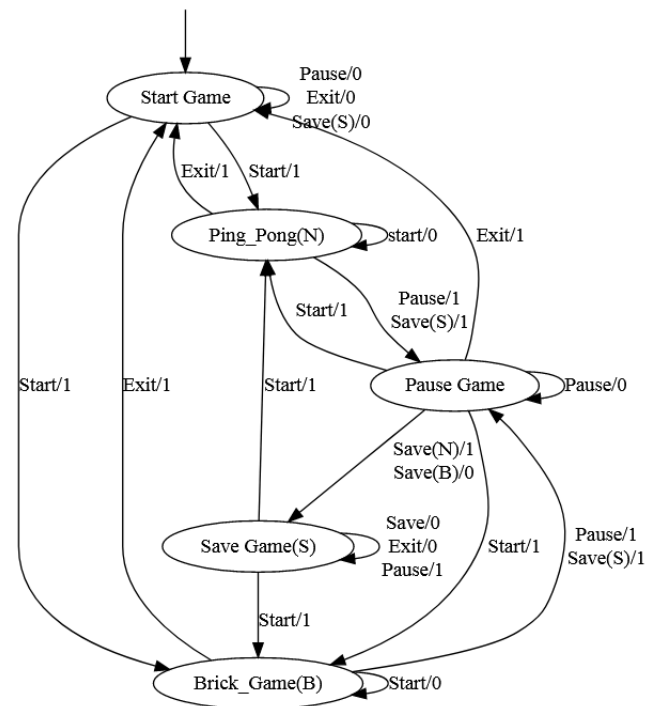 Pause/0
Exit/0
Save(S)/0
Start Game
Exit/1
Start/1
Ping_Pong(N)
start/0
Exit/1
Pause/1
Save(S)/1
Start/1
Start/1
Exit/1
Start/1
Pause Game
Pause/0
Save(N)/1
Save(B)/0
Save Game(S)
Save/0
Exit/0
Pause/1
Start/1
Pause/1
Save(S)/1
Start/1
Brick_Game(B)
Start/0